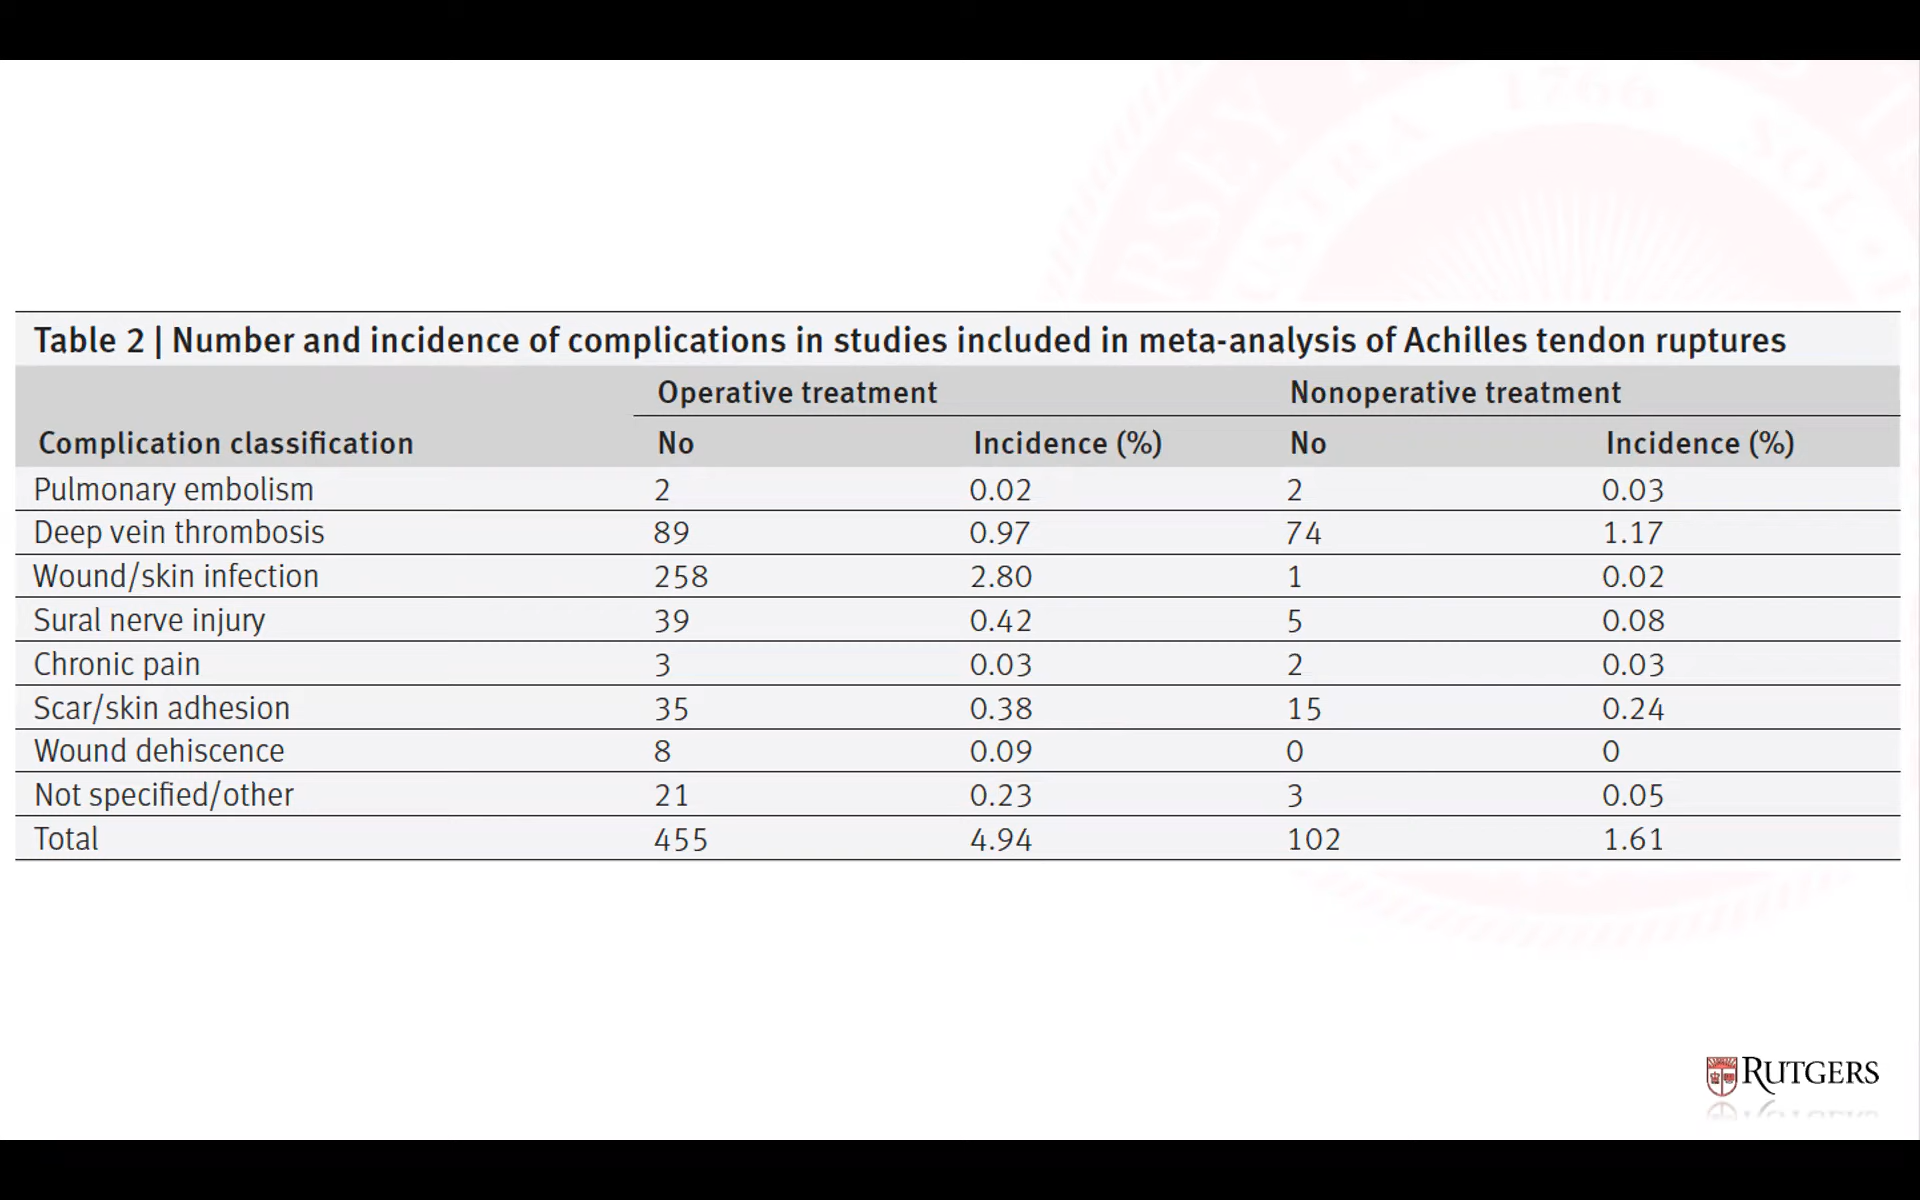 1766
Table 2 | Number and incidence of complications in studies included in meta-analysis of Achilles tendon ruptures
Operative treatment Nonoperative treatment
Complication classification No Incidence (%) No Incidence (%)
Pulmonary embolism 2 0.02 2 0.03
Deep vein thrombosis 89 0.97 74 1.17
Wound/skin infection 258 2.80 1 0.02
Sural nerve injury 39 0.42 5 0.08
Chronic pain 3 0.03 2 0.03
Scar/skin adhesion 35 0.38 15 0.24
Wound dehiscence 8 0.09 0 0
Not specified/other 21 0.23 3 0.05
Total 455 4.94 102 1.61
RUTGERS